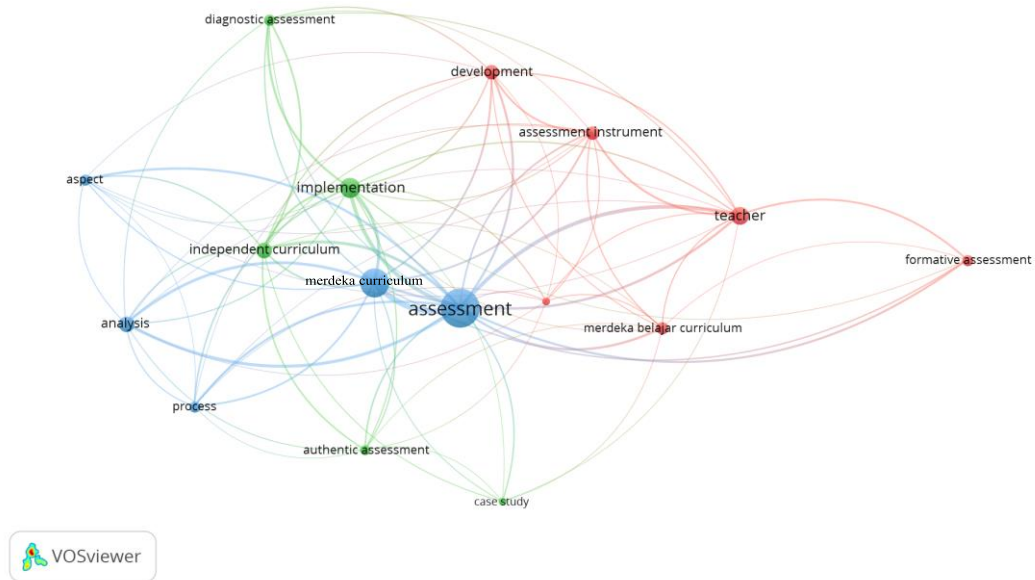 diagnostic assessment
development
assessment instrument
aspect
implementation
teacher
independent curriculum
formative assessment
merdeka curriculum
assessment
analysis
merdeka belajar curriculum
process
authentic assessment
case study
VOSviewer